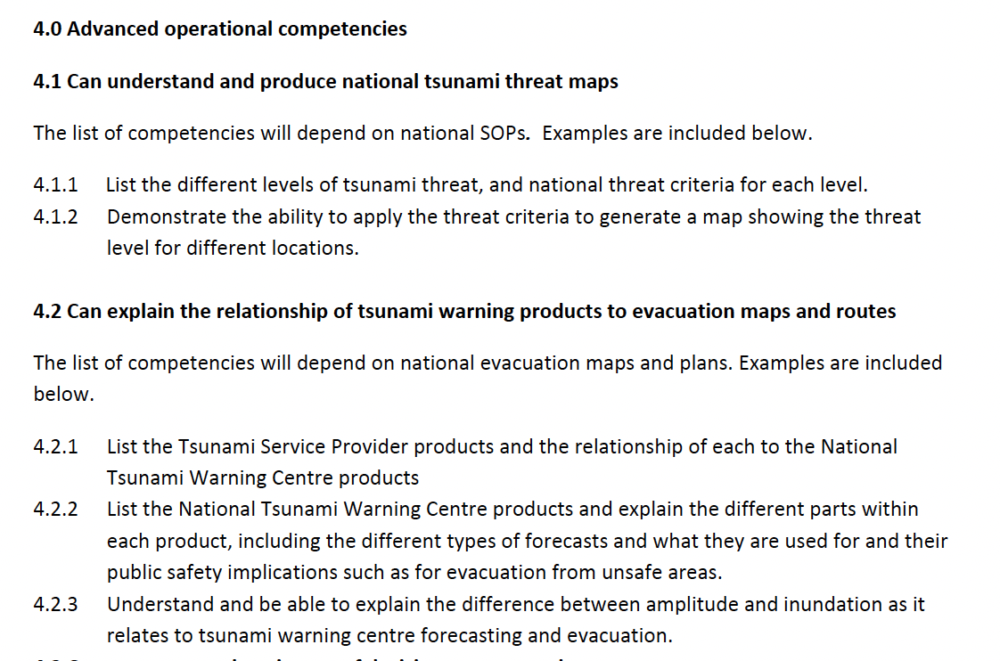 4.0 Advanced operational competencies
4.1 Can understand and produce national tsunami threat maps
The list of competencies will depend on national SOPs.  Examples are included below.
4.1.1 List the different levels of tsunami threat, and national threat criteria for each level.
4.1.2 Demonstrate the ability to apply the threat criteria to generate a map showing the threat
level for different locations.
4.2 Can explain the relationship of tsunami warning products to evacuation maps and routes
The list of competencies will depend on national evacuation maps and plans. Examples are included
below.
4.2.1 List the Tsunami Service Provider products and the relationship of each to the National
Tsunami Warning Centre products
4.2.2 List the National Tsunami Warning Centre products and explain the different parts within
each product, including the different types of forecasts and what they are used for and their
public safety implications such as for evacuation from unsafe areas.
4.2.3 Understand and be able to explain the difference between amplitude and inundation as it
relates to tsunami warning centre forecasting and evacuation.